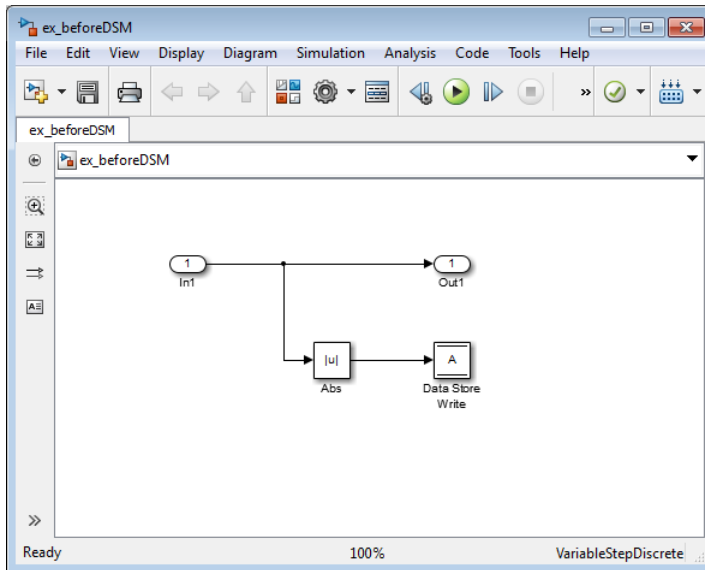 ex_beforeDSM
File Edit View Display Diagram Simulation Analysis Code Tools Help
»
ex_beforeDSM
ex_beforeDSM
1
In1
1
Out1
|u|
Abs
A
Data Store
Write
A
»
Ready 100% VariableStepDiscrete